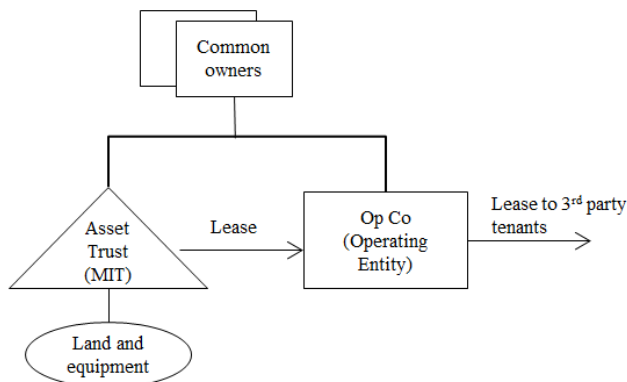 Common
owners
Asset
Trust
(MIT)
Lease
Op Co
(Operating
Entity)
Lease to 3rd party
tenants
Land and
equipment